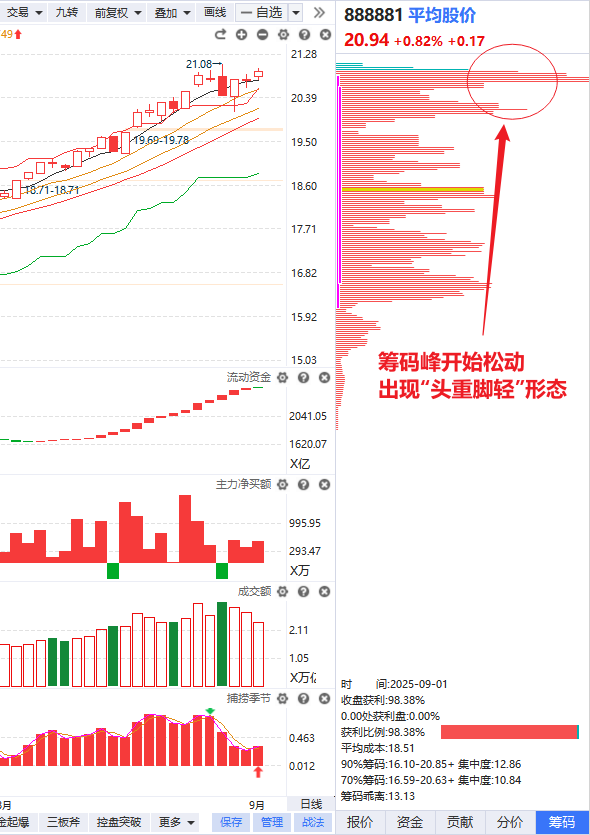 交易 九转 前复权 叠加 画线 一自选
888881 平均股价
20.94 +0.82% +0.17
49
21.08
21.28
20.39
19.69-19.78
19.50
18.71-18.71
18.60
17.71
16.82
15.92
15.03
筹码峰开始松动
出现“头重脚轻”形态
流动资金
2041.05
1620.07
X亿
主力净买额
995.95
293.47
X万
成交额
2.11
1.05
X万亿
捕捞季节
0.463
0.012
时 间:2025-09-01
收盘获利:98.38%
0.00处获利盘:0.00%
获利比例:98.38%
平均成本:18.51
90%筹码:16.10-20.85+ 集中度:12.86
70%筹码:16.59-20.63+ 集中度:10.84
筹码乖离:13.13
月 9月 日线
起爆 三板斧 控盘突破 更多 保存 管理 战法
报价 资金 贡献 分价 筹码